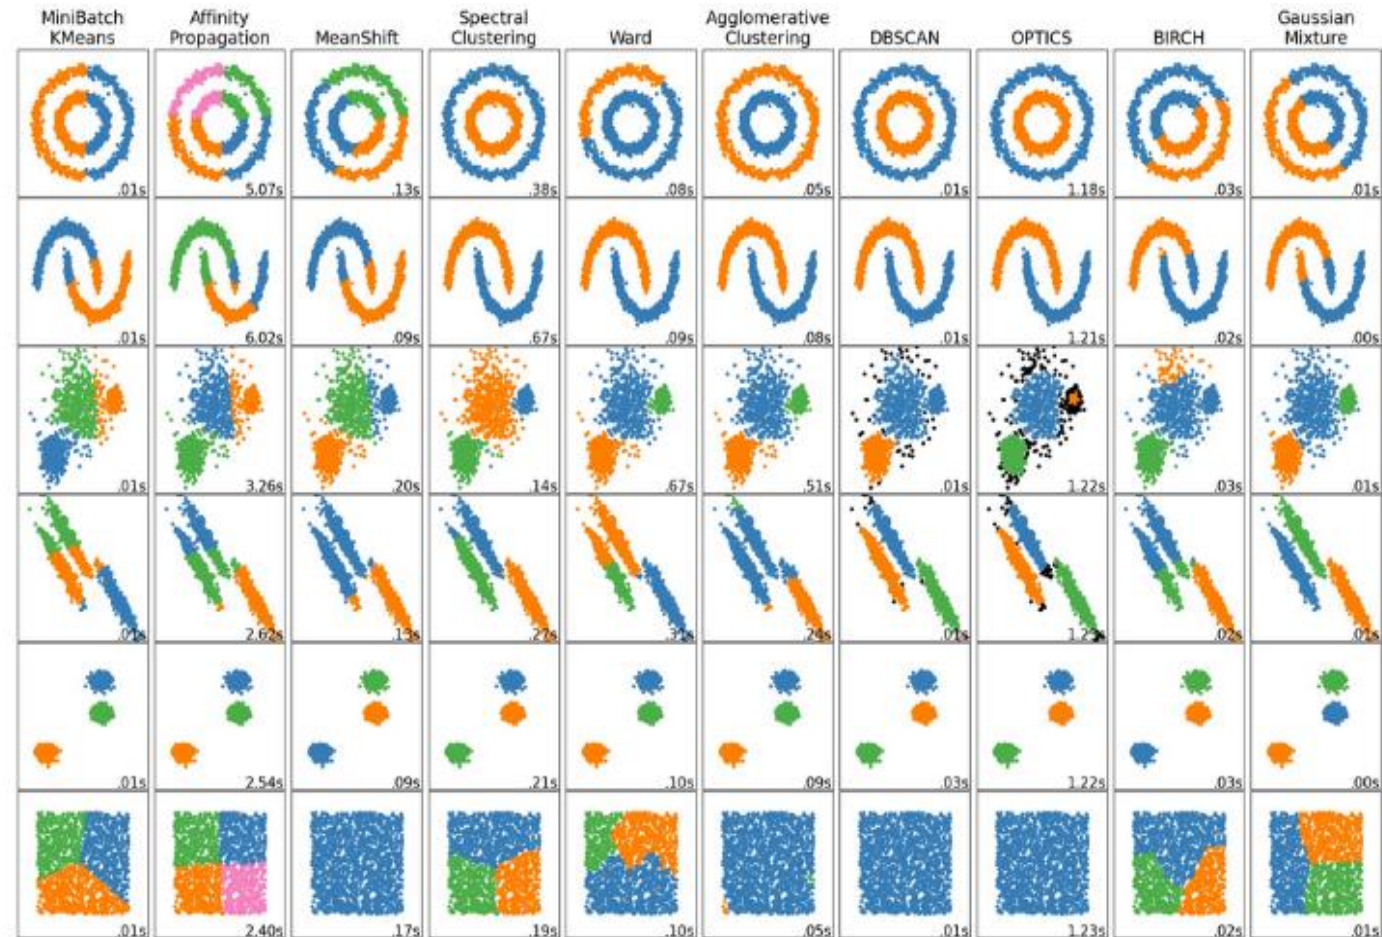 MiniBatch
KMeans
Affinity
Propagation
MeanShift
Spectral
Clustering
Ward
Agglomerative
Clustering
DBSCAN
OPTICS
BIRCH
Gaussian
Mixture
.01s
5.07s
.13s
.38s
.08s
.05s
.01s
1.18s
.03s
.01s
.01s
6.02s
.09s
.67s
.09s
.08s
.01s
1.21s
.02s
.00s
.01s
3.26s
.20s
.14s
.67s
.51s
.01s
1.22s
.03s
.01s
.01s
2.62s
.13s
.27s
.31s
.24s
.01s
.02s
.01s
.01s
2.54s
.09s
.21s
.10s
.09s
.03s
1.22s
.03s
.00s
.01s
2.40s
.17s
.19s
.10s
.05s
.01s
1.23s
.02s
.01s